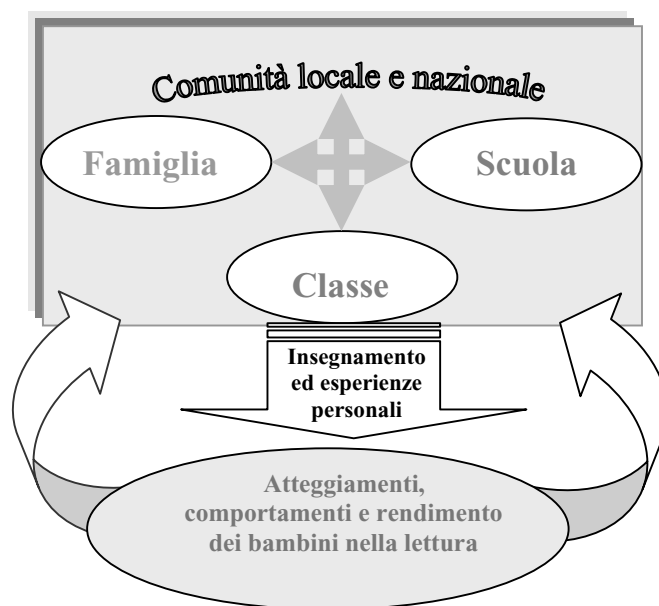 Comunità locale e nazionale
Famiglia
Scuola
Classe
Insegnamento
ed esperienze
personali
Atteggiamenti,
comportamenti e rendimento
dei bambini nella lettura